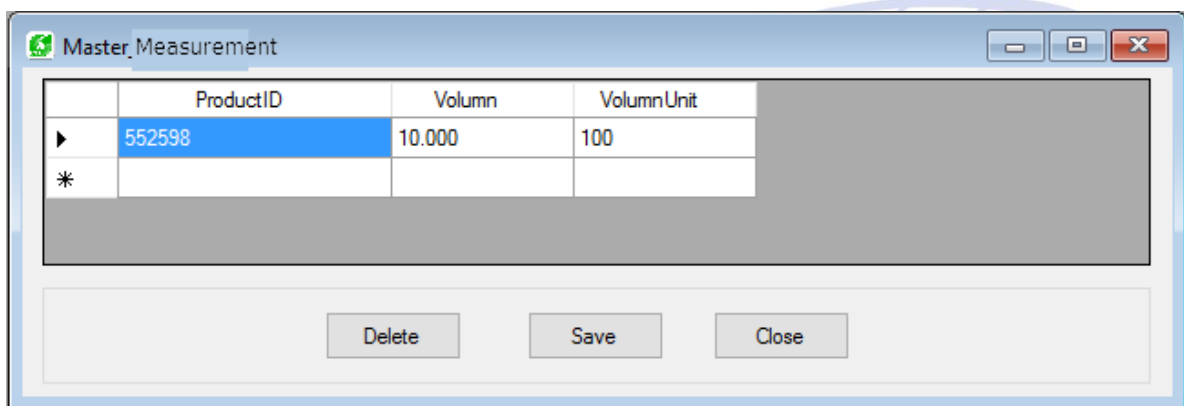 Master_Measurement
ProductID Volumn VolumnUnit
552598 10.000 100
Delete Save Close